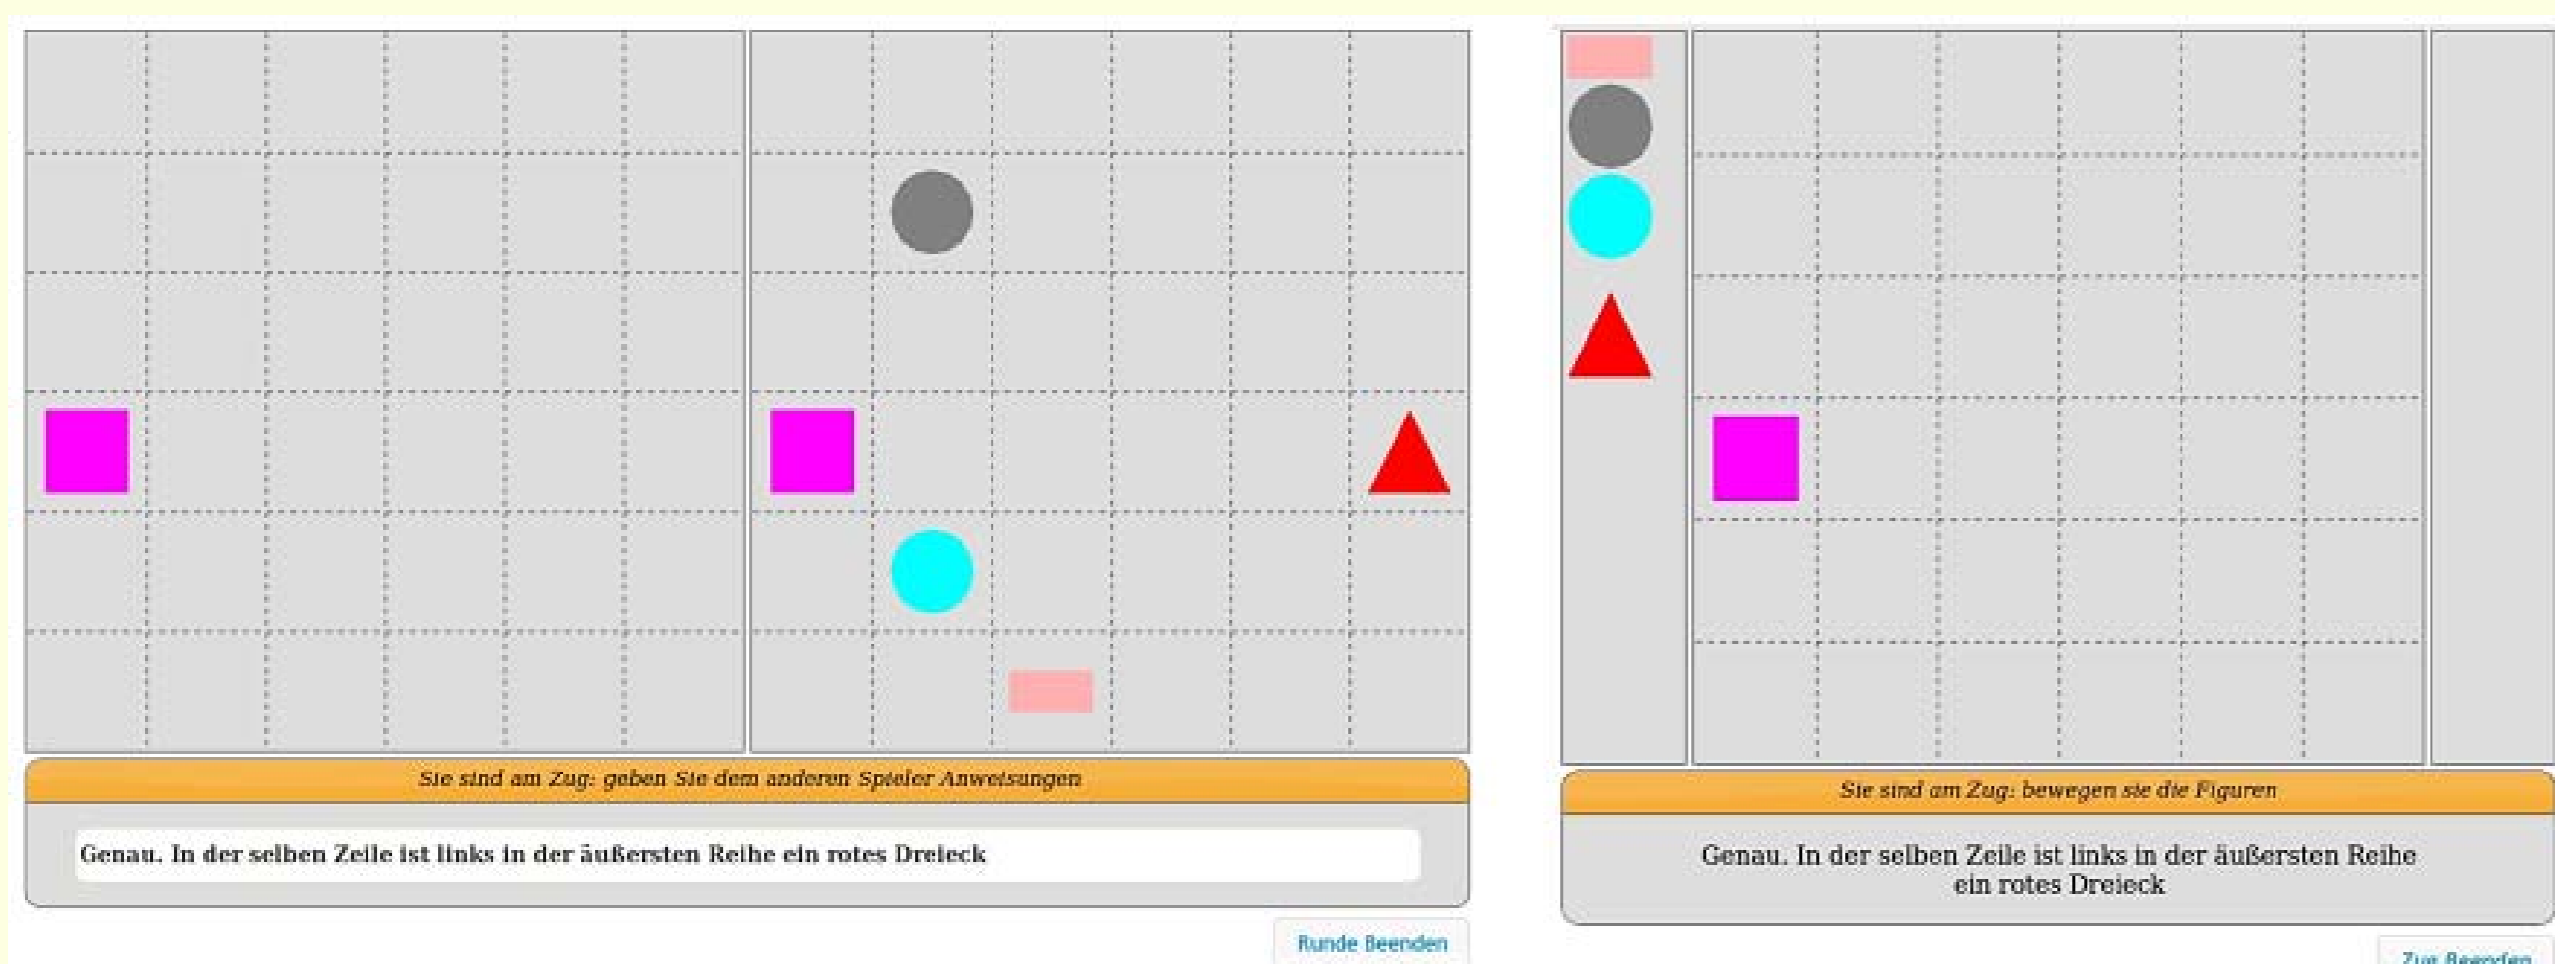 Sie sind am Zug: geben Sie dem anderen Spieler Anweisungen
Genau. In der selben Zeile ist links in der äußersten Reihe ein rotes Dreieck
Runde Beenden
Sie sind am Zug: bewegen sie die Figuren
Genau. In der selben Zeile ist links in der äußersten Reihe
ein rotes Dreieck
Zug Beenden